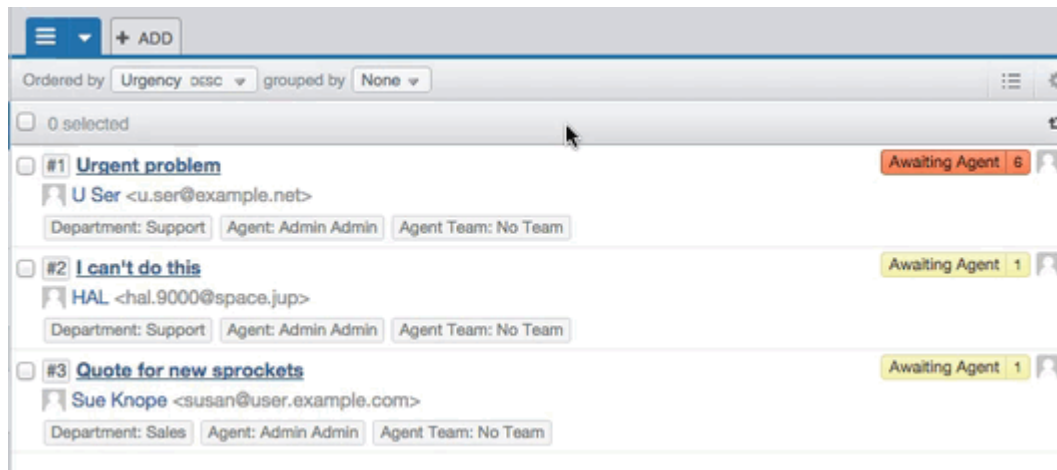 + ADD
Ordered by Urgency DESC grouped by None
0 selected
#1 Urgent problem Awaiting Agent 6
U Ser <u.ser@example.net>
Department: Support Agent: Admin Admin Agent Team: No Team
#2 I can't do this Awaiting Agent 1
HAL <hal.9000@space.jup>
Department: Support Agent: Admin Admin Agent Team: No Team
#3 Quote for new sprockets Awaiting Agent 1
Sue Knope <susan@user.example.com>
Department: Sales Agent: Admin Admin Agent Team: No Team